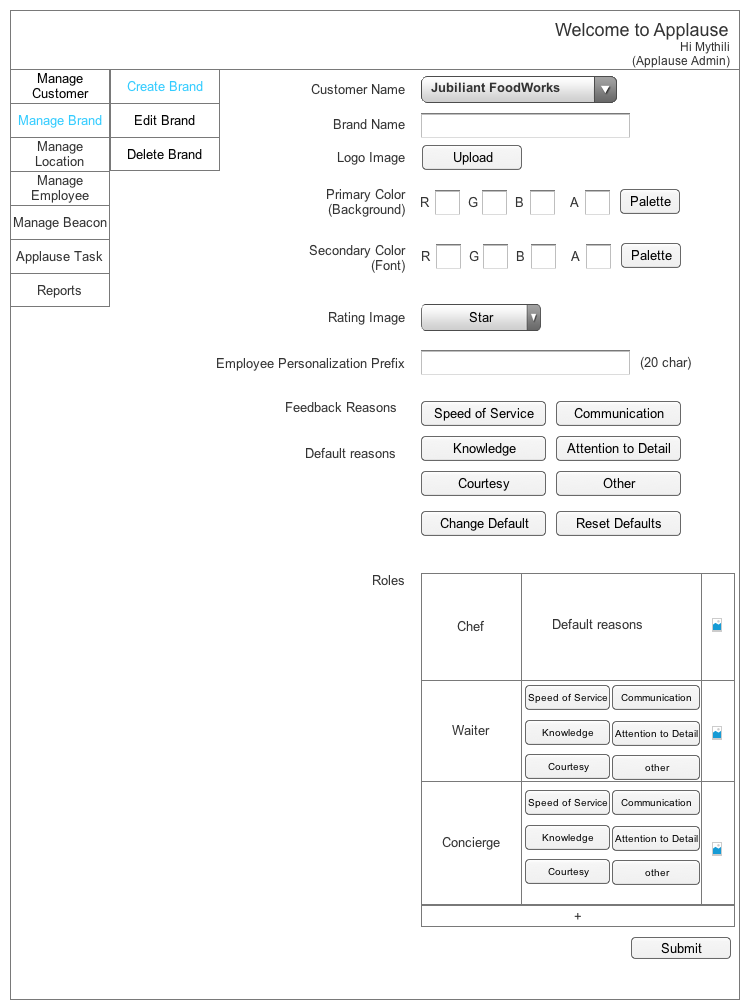 Welcome to Applause
Hi Mythili
(Applause Admin)
Manage
Customer
Manage Brand
Manage
Location
Manage
Employee
Manage Beacon
Applause Task
Reports
Create Brand
Edit Brand
Delete Brand
Customer Name
Jubiliant FoodWorks
Brand Name
Logo Image
Upload
Primary Color
(Background)
R G B A Palette
Secondary Color
(Font)
R G B A Palette
Rating Image
Star
Employee Personalization Prefix
(20 char)
Feedback Reasons
Speed of Service Communication
Default reasons
Knowledge Attention to Detail
Courtesy Other
Change Default Reset Defaults
Roles
Chef
Default reasons
Waiter
Speed of Service Communication
Knowledge Attention to Detail
Courtesy other
Concierge
Speed of Service Communication
Knowledge Attention to Detail
Courtesy other
+
Submit